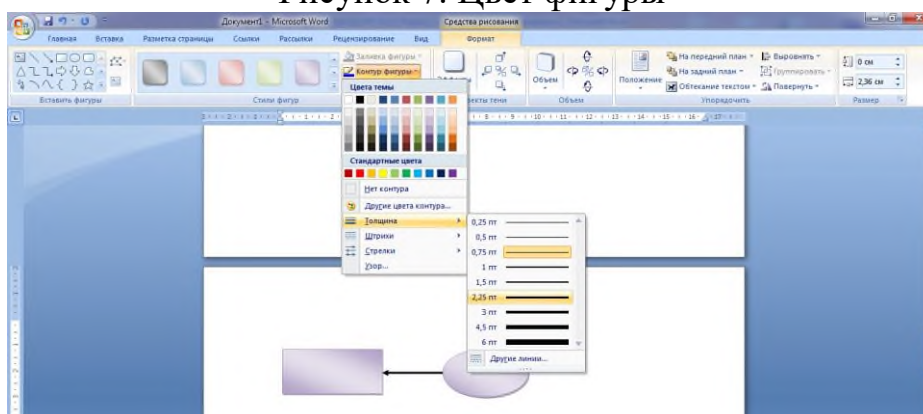 Рисунок 7. Цвет фигуры
Документ1 - Microsoft Word
Средства рисования
Главная Вставка Разметка страницы Ссылки Рассылки Рецензирование Вид Формат
Заливка фигуры
Контур фигуры
Объем
Положение
На передний план
На задний план
Обтекание текстом
Выровнять
Группировать
Повернуть
0 см
2,36 см
Вставить фигуры
Стили фигур
Объем
Упорядочить
Размер
Цвета темы
Стандартные цвета
Нет контура
Другие цвета контура...
Толщина
Штрихи
Стрелки
Узор...
0,25 пт
0,5 пт
0,75 пт
1 пт
1,5 пт
2,25 пт
3 пт
4,5 пт
6 пт
Другие линии...